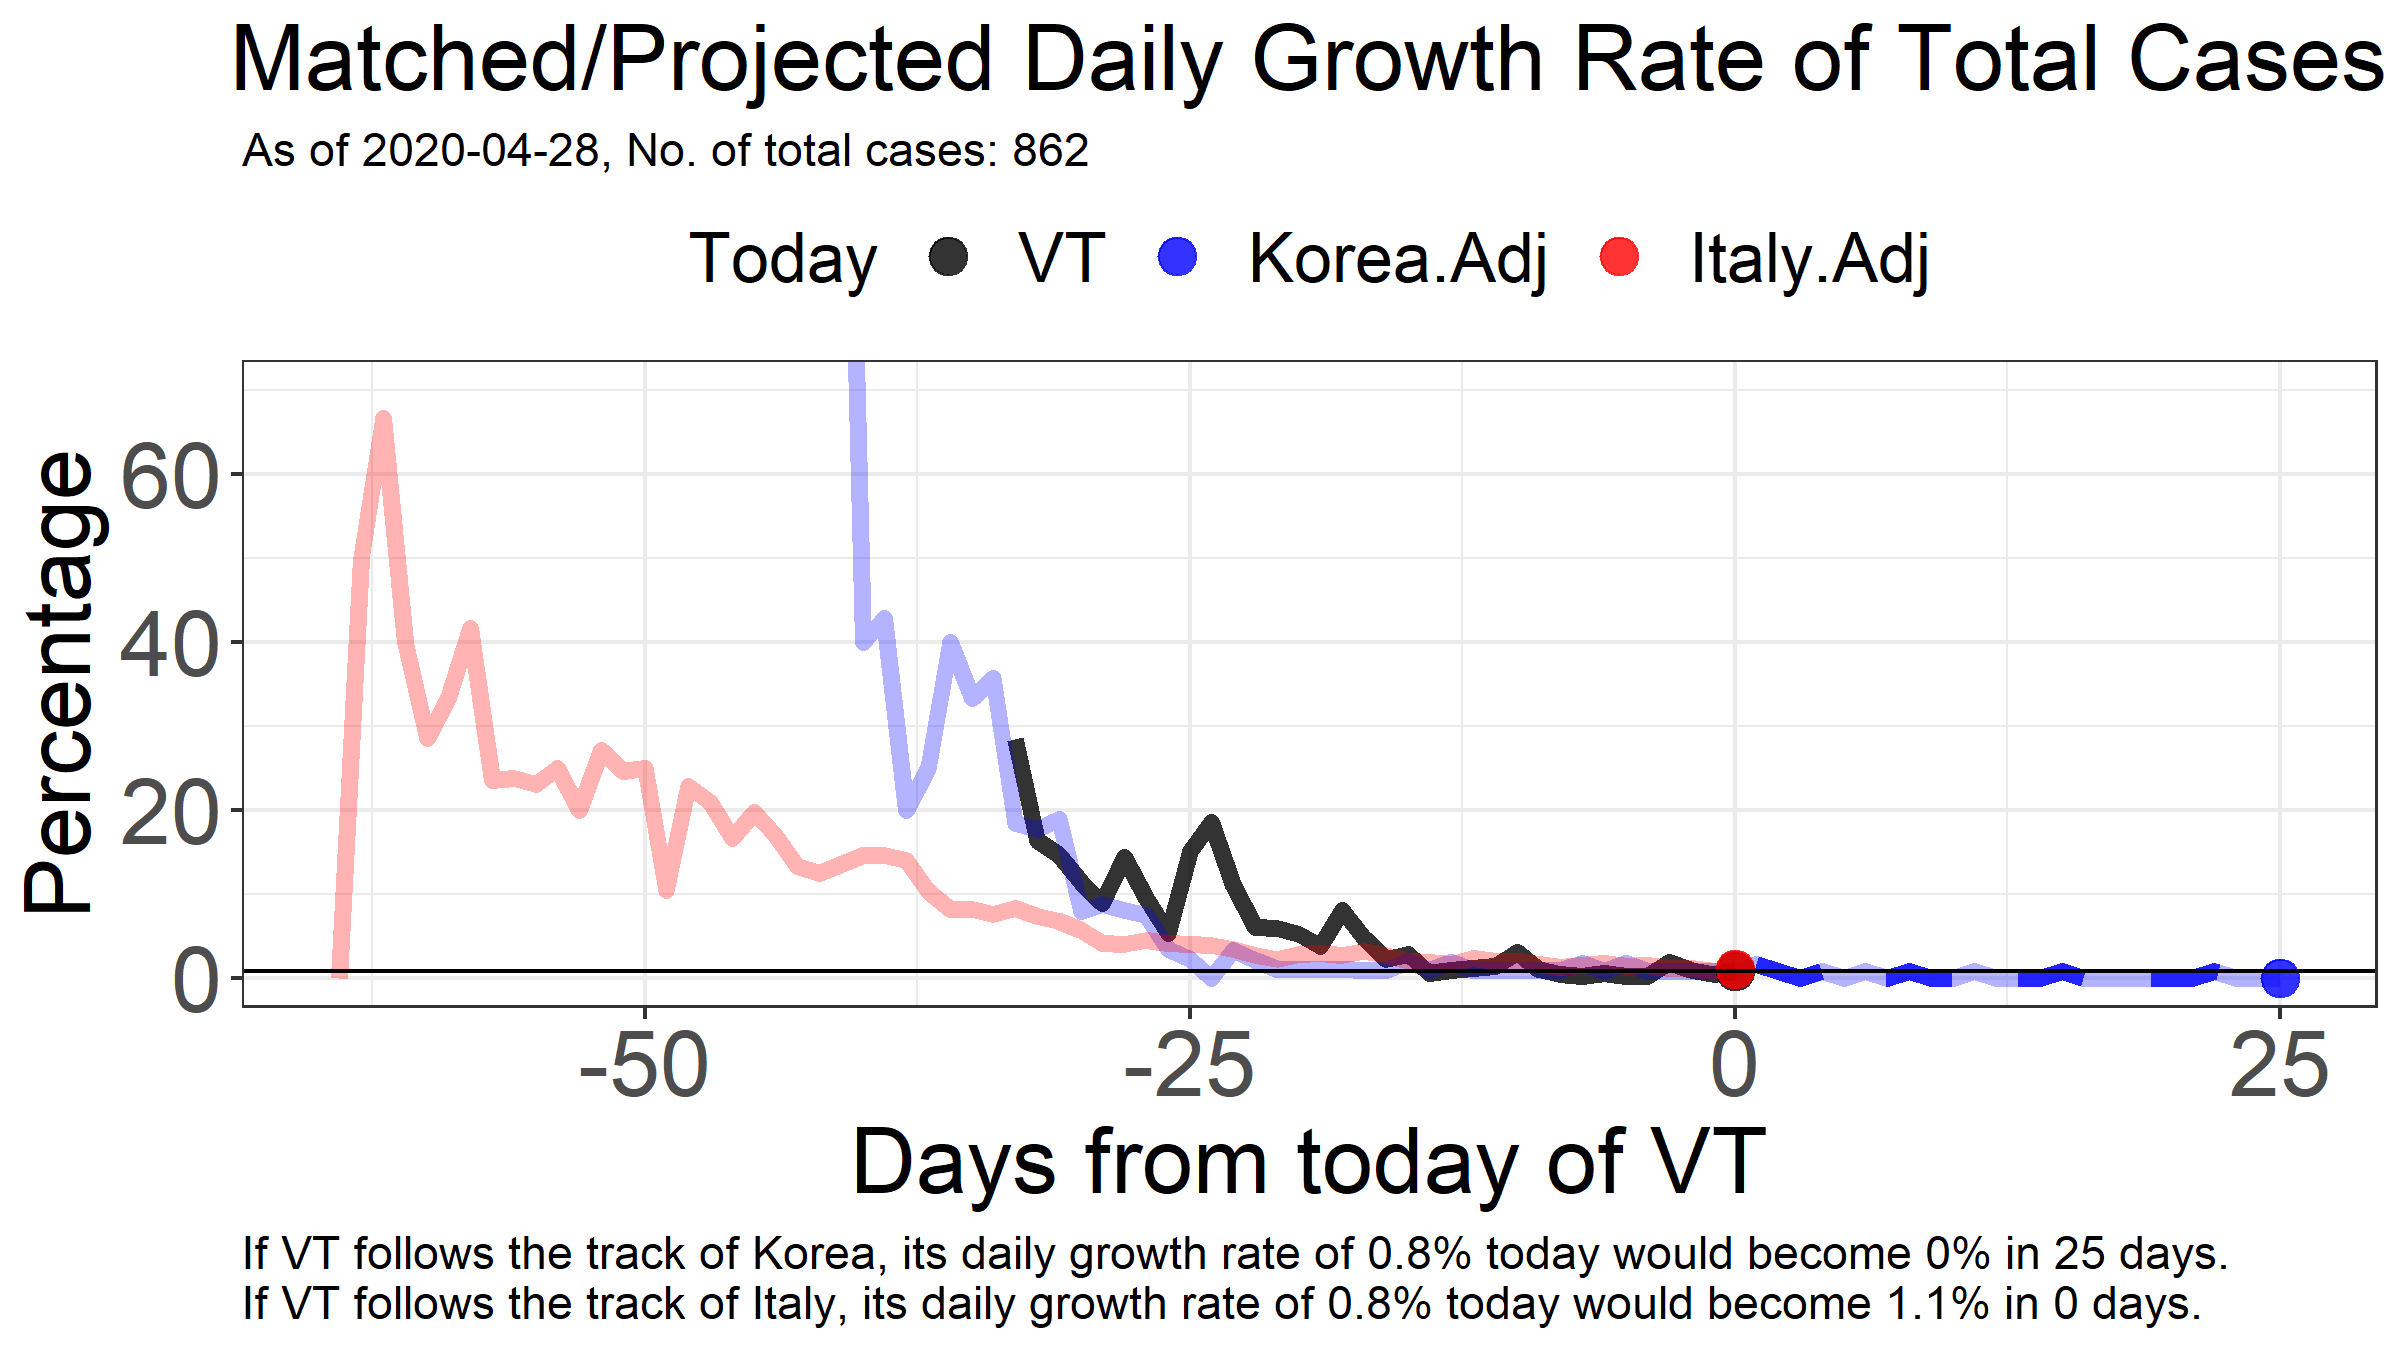 Matched/Projected Daily Growth Rate of Total Cases
As of 2020-04-28, No. of total cases: 862
Today VT Korea.Adj Italy.Adj
Percentage
60
40
20
0
-50 -25 0 25
Days from today of VT
If VT follows the track of Korea, its daily growth rate of 0.8% today would become 0% in 25 days.
If VT follows the track of Italy, its daily growth rate of 0.8% today would become 1.1% in 0 days.